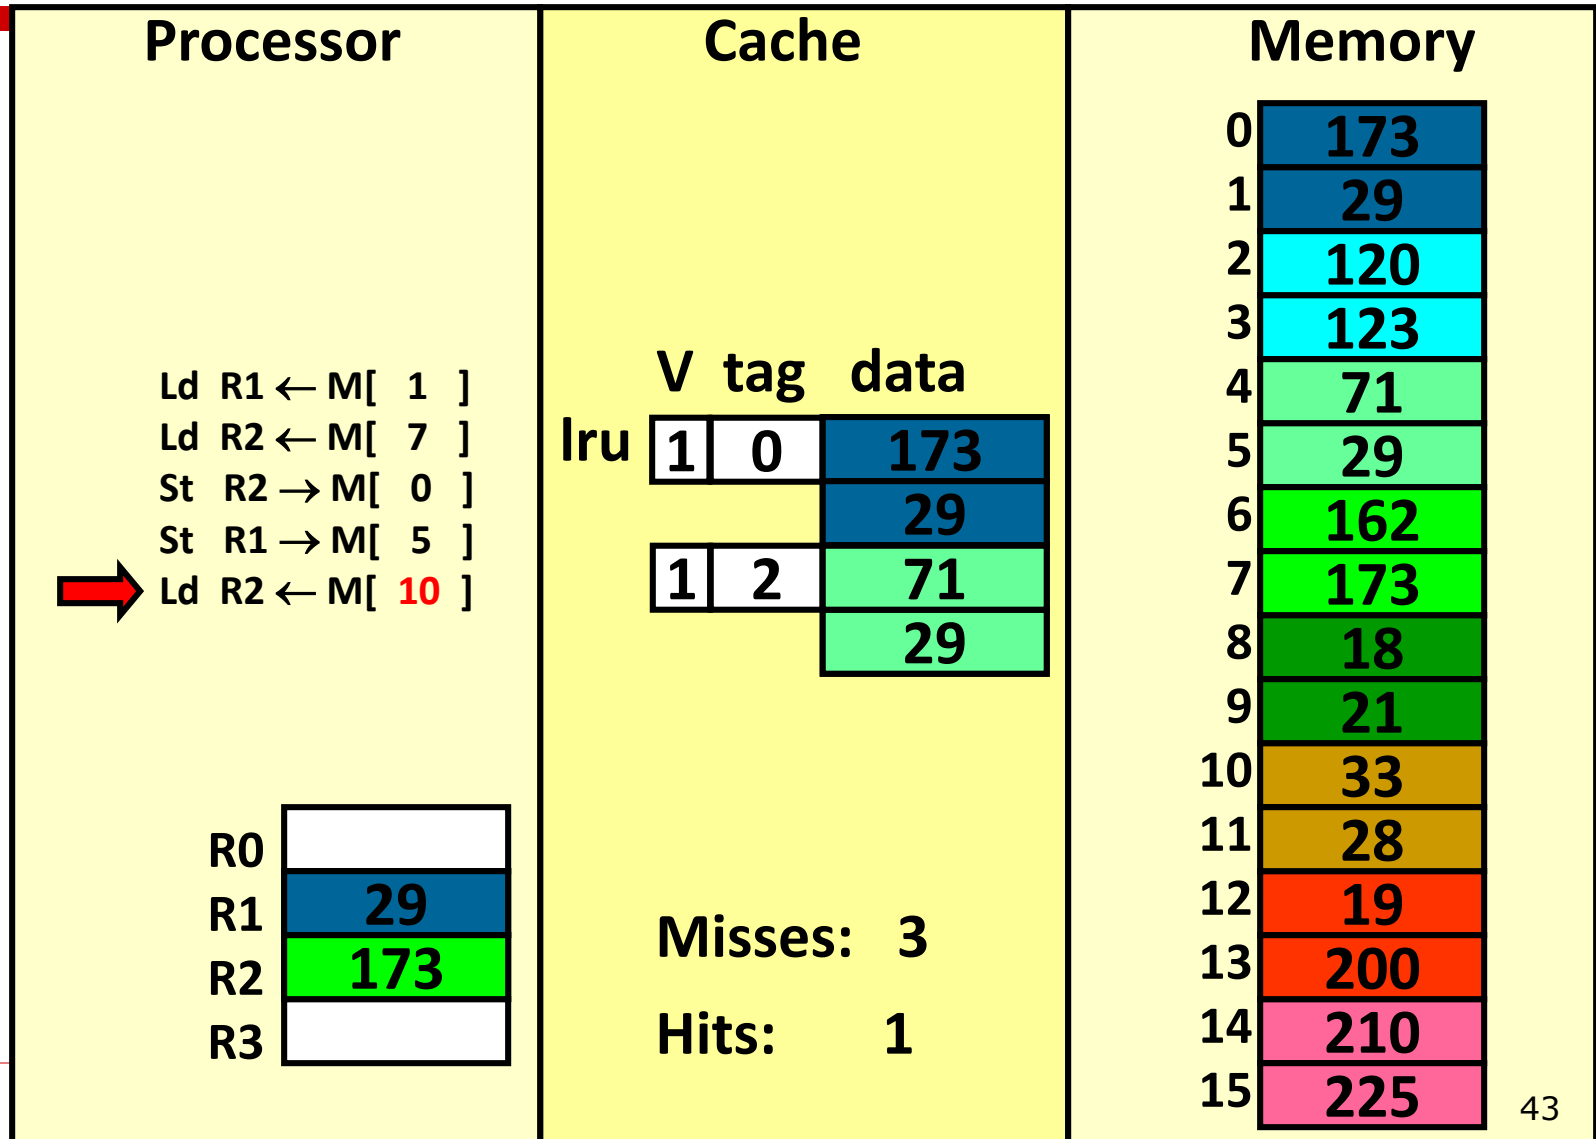 Processor
Ld R1 ← M[ 1 ]
Ld R2 ← M[ 7 ]
St R2 → M[ 0 ]
St R1 → M[ 5 ]
Ld R2 ← M[ 10 ]
R0
R1 29
R2 173
R3
Cache
V tag data
lru 1 0 173
29
1 2 71
29
Misses: 3
Hits: 1
Memory
0 173
1 29
2 120
3 123
4 71
5 29
6 162
7 173
8 18
9 21
10 33
11 28
12 19
13 200
14 210
15 225
43